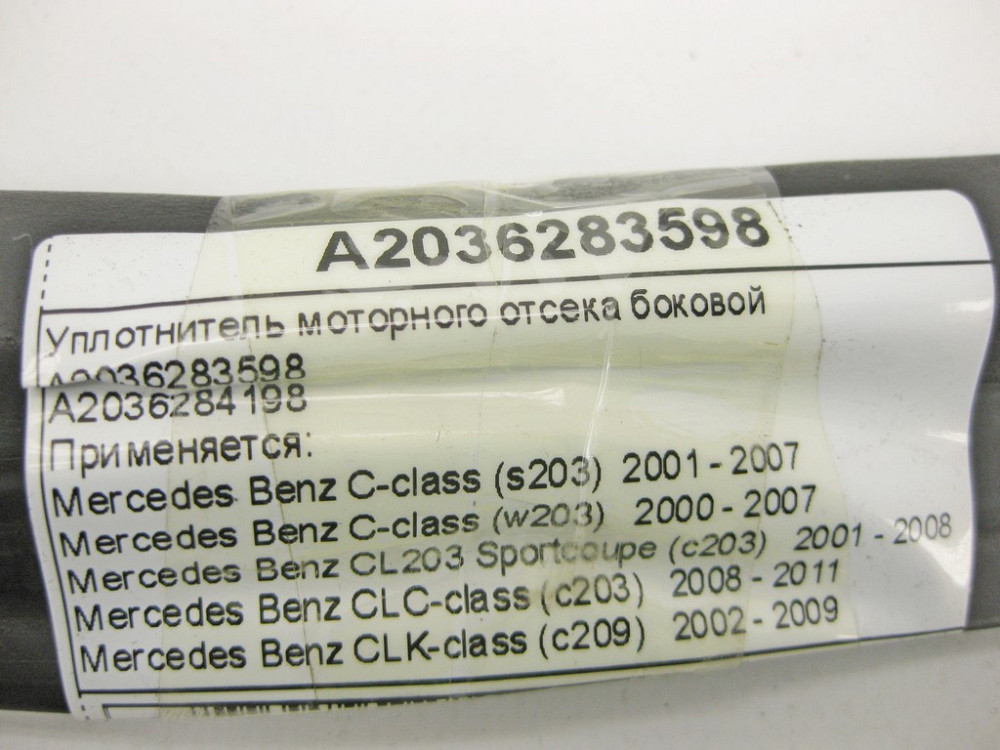 A2036283598
Уплотнитель моторного отсека боковой
A2036283598
A2036284198
Применяется:
Mercedes Benz C-class (s203) 2001 - 2007
Mercedes Benz C-class (w203) 2000 - 2007
Mercedes Benz CL203 Sportcoupe (c203) 2001 - 2008
Mercedes Benz CLC-class (c203) 2008 - 2011
Mercedes Benz CLK-class (c209) 2002 - 2009